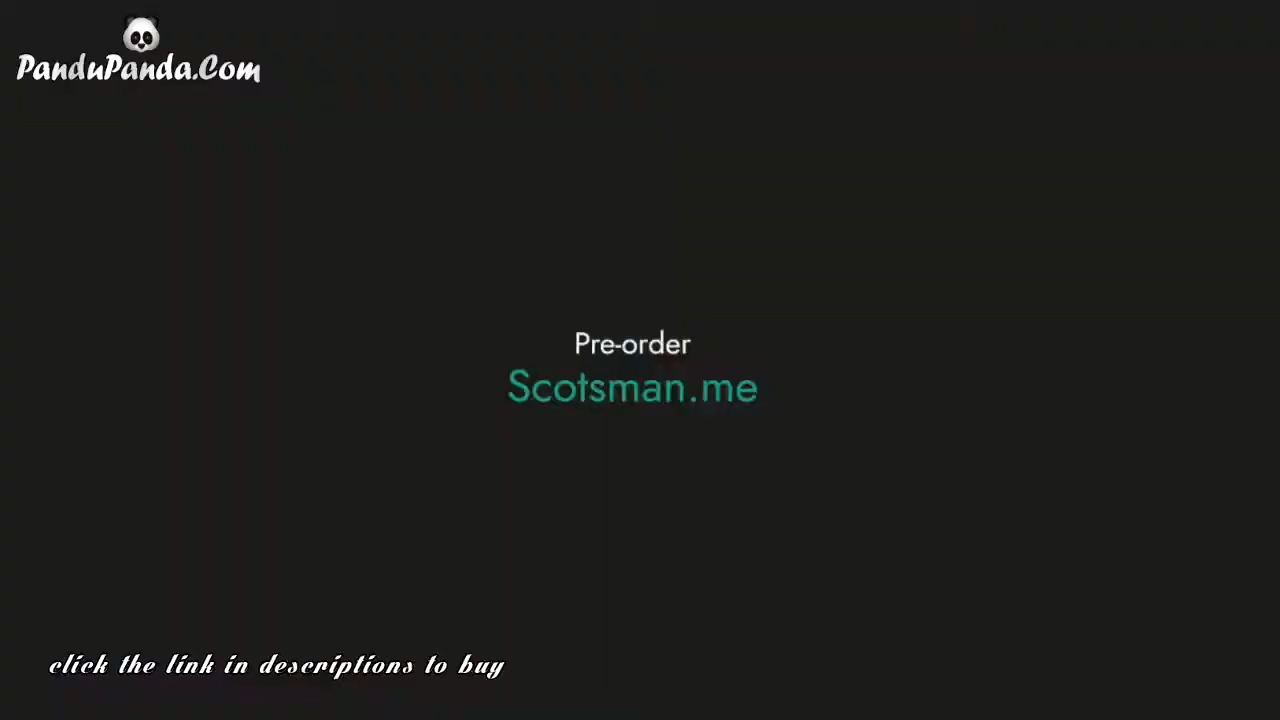 PanduPanda.Com
Pre-order
Scotsman.me
click the link in descriptions to buy